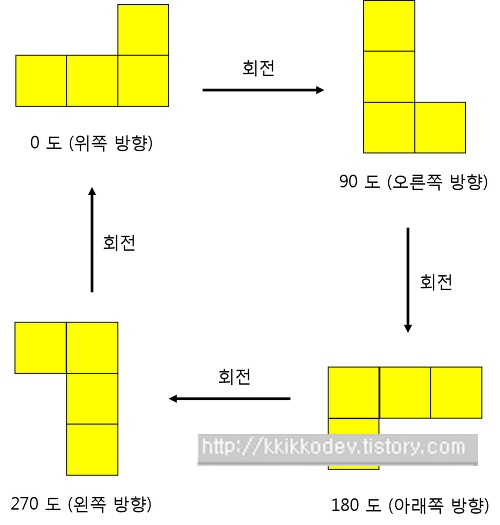 회전
0 도 (위쪽 방향)
90 도 (오른쪽 방향)
회전
회전
회전
http://kkikkodev.tistory.com
270 도 (왼쪽 방향)
180 도 (아래쪽 방향)